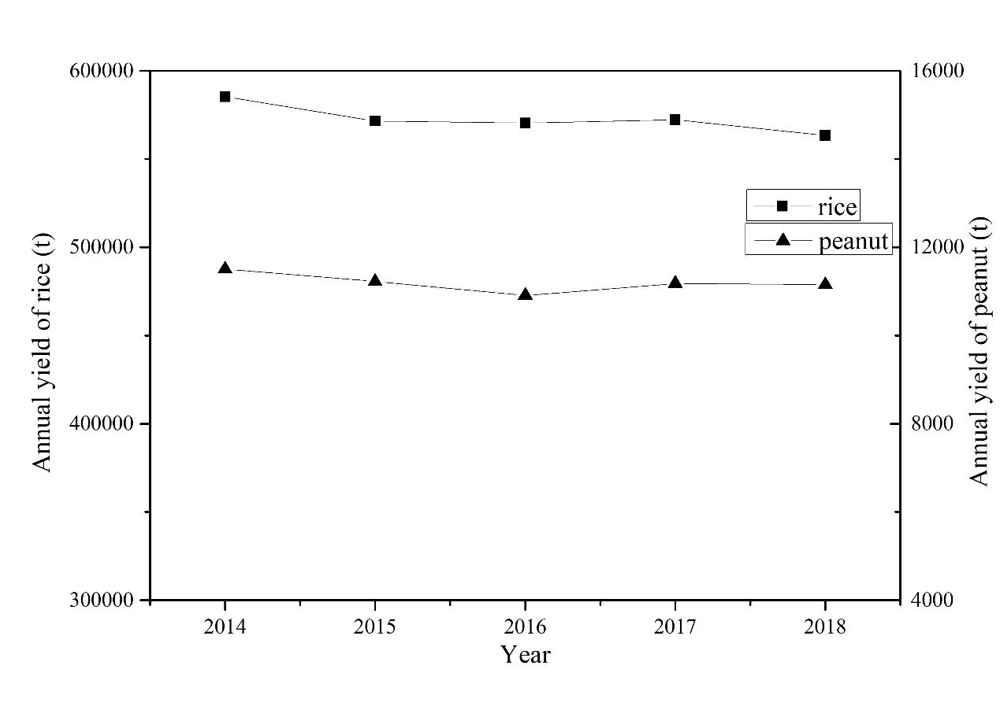 600000
500000
400000
300000
Annual yield of rice (t)
16000
12000
8000
4000
Annual yield of peanut (t)
rice
peanut
2014 2015 2016 2017 2018
Year